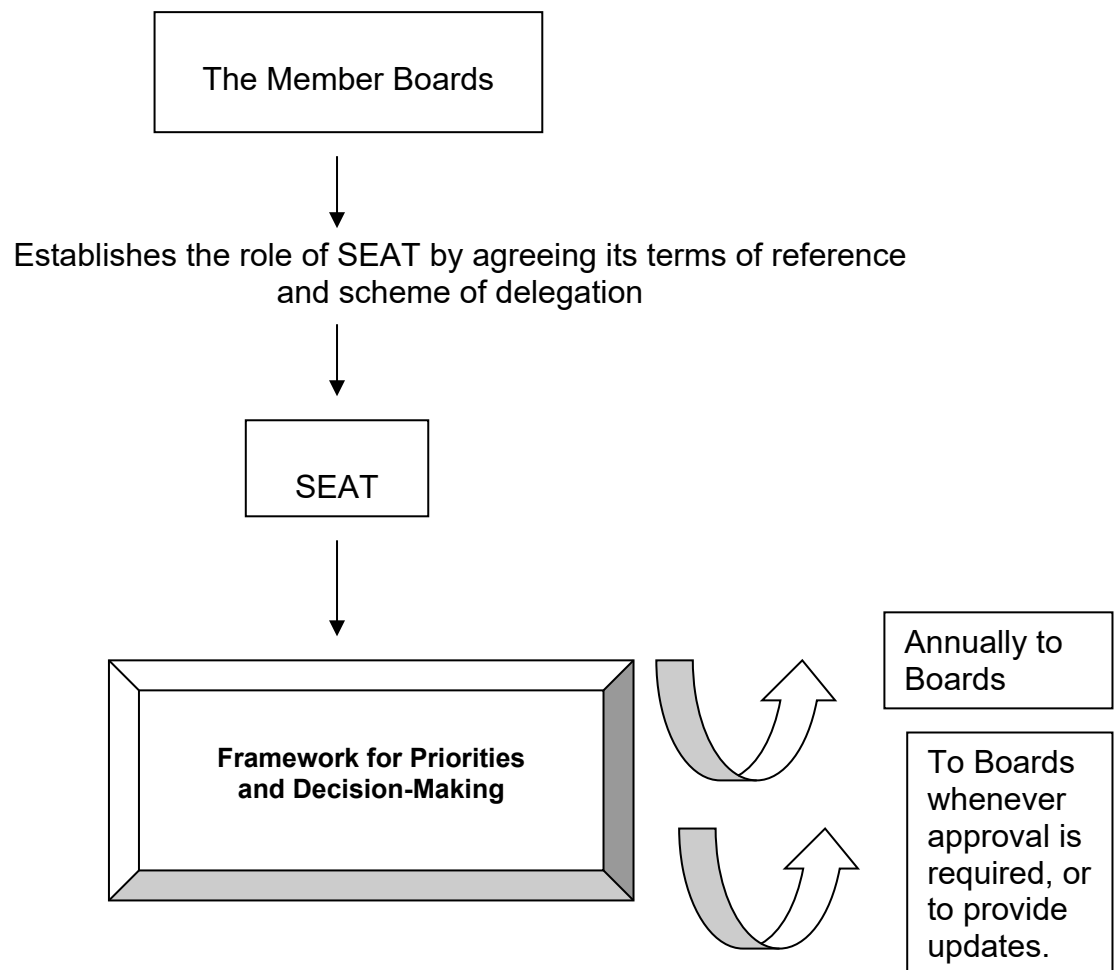 The Member Boards
Establishes the role of SEAT by agreeing its terms of reference
and scheme of delegation
SEAT
Framework for Priorities
and Decision-Making
Annually to
Boards
To Boards
whenever
approval is
required, or
to provide
updates.